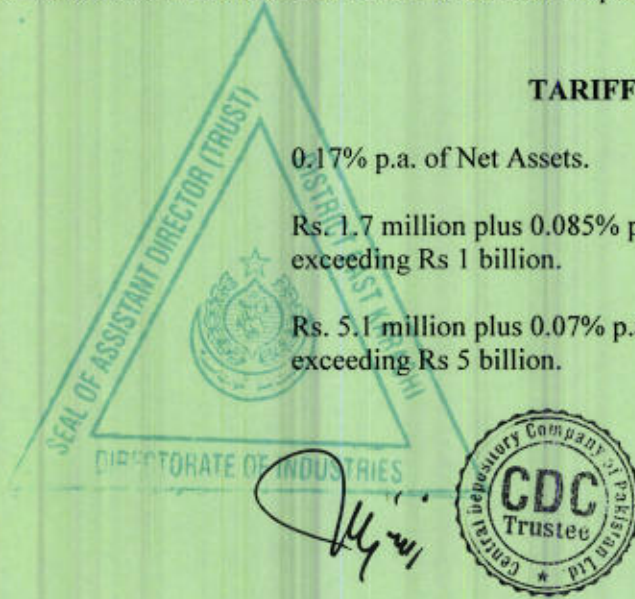 TARIFF
0.17% p.a. of Net Assets.
Rs. 1.7 million plus 0.085% p
exceeding Rs 1 billion.
Rs. 5.1 million plus 0.07% p.a
exceeding Rs 5 billion.
SEAL OF ASSISTANT DIRECTOR (TRUST)
DISTRICT EAST KARACHI
DIRECTORATE OF INDUSTRIES
Central Depository Company of Pakistan Ltd
CDC
Trustee